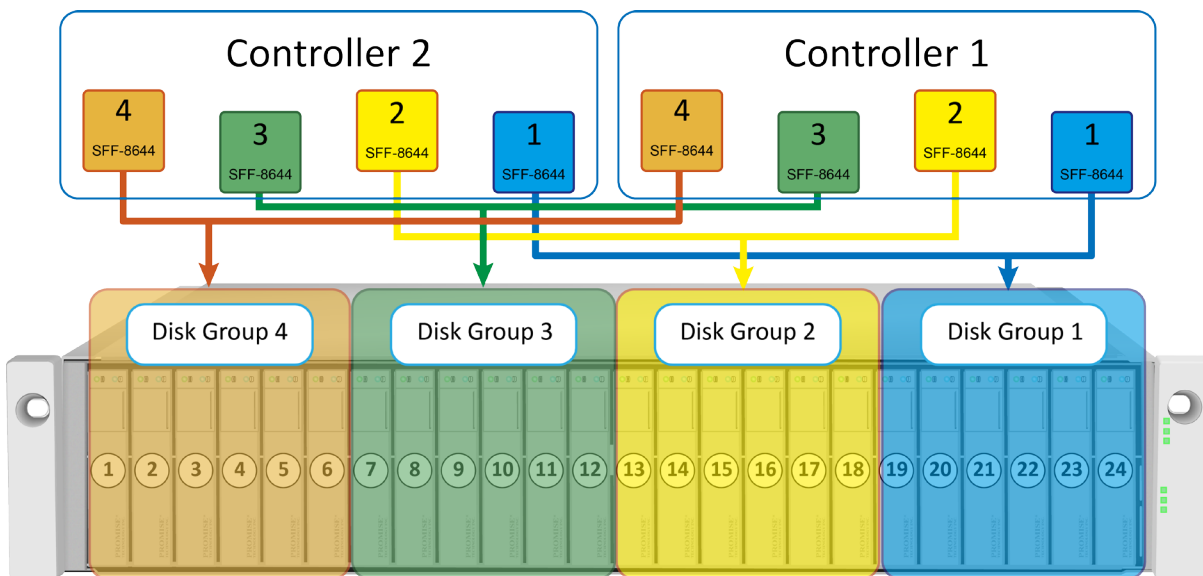 Controller 2
Controller 1
4
SFF-8644
3
SFF-8644
2
SFF-8644
1
SFF-8644
4
SFF-8644
3
SFF-8644
2
SFF-8644
1
SFF-8644
Disk Group 4
Disk Group 3
Disk Group 2
Disk Group 1
1 2 3 4 5 6 7 8 9 10 11 12 13 14 15 16 17 18 19 20 21 22 23 24